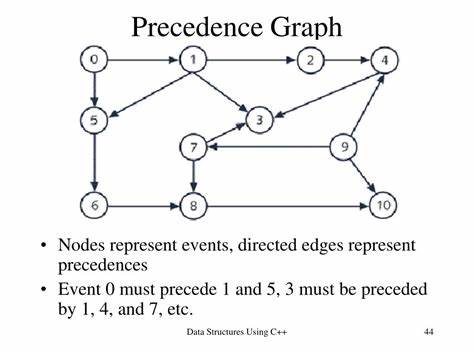 Precedence Graph
0 1 2 4
5 3
7 9
6 8 10
• Nodes represent events, directed edges represent
precedences
• Event 0 must precede 1 and 5, 3 must be preceded
by 1, 4, and 7, etc.
Data Structures Using C++ 44